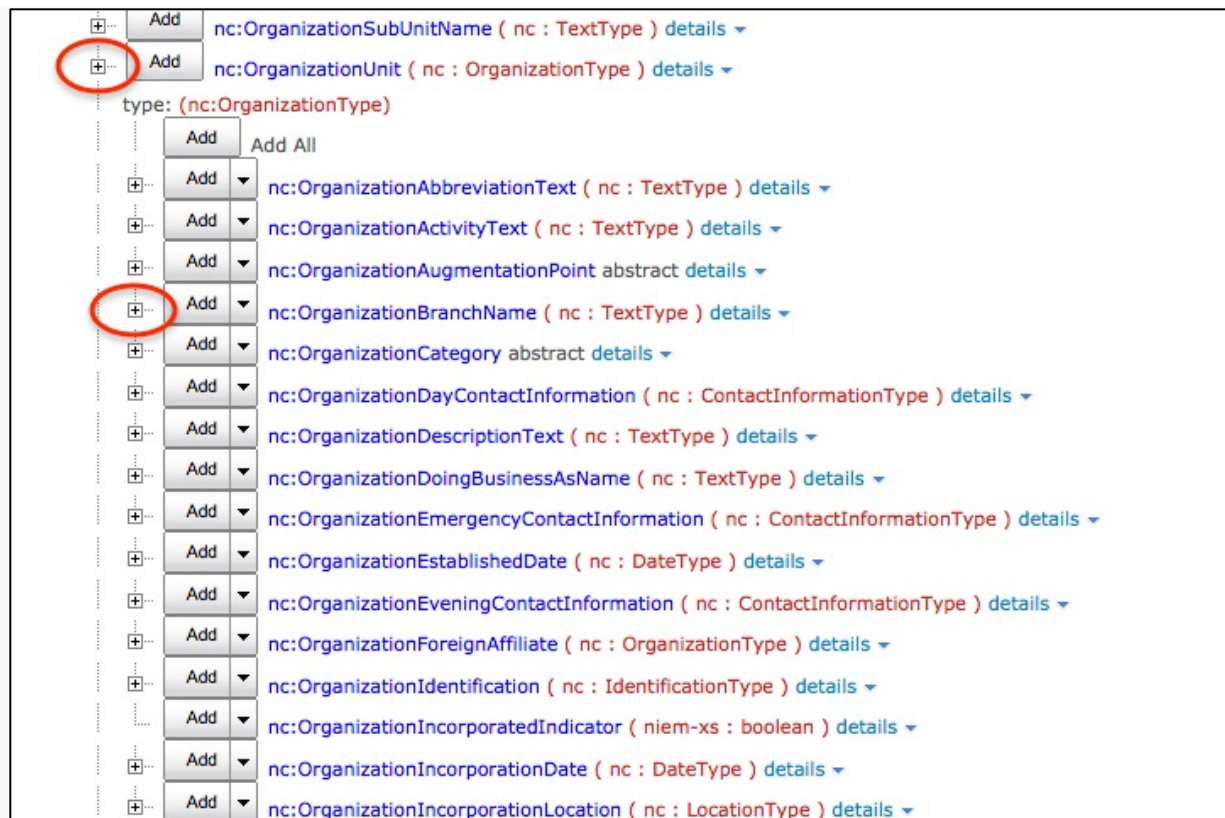 Add nc:OrganizationSubUnitName ( nc : TextType ) details
Add nc:OrganizationUnit ( nc : OrganizationType ) details
type: (nc:OrganizationType)
Add Add All
Add nc:OrganizationAbbreviationText ( nc : TextType ) details
Add nc:OrganizationActivityText ( nc : TextType ) details
Add nc:OrganizationAugmentationPoint abstract details
Add nc:OrganizationBranchName ( nc : TextType ) details
Add nc:OrganizationCategory abstract details
Add nc:OrganizationDayContactInformation ( nc : ContactInformationType ) details
Add nc:OrganizationDescriptionText ( nc : TextType ) details
Add nc:OrganizationDoingBusinessAsName ( nc : TextType ) details
Add nc:OrganizationEmergencyContactInformation ( nc : ContactInformationType ) details
Add nc:OrganizationEstablishedDate ( nc : DateType ) details
Add nc:OrganizationEveningContactInformation ( nc : ContactInformationType ) details
Add nc:OrganizationForeignAffiliate ( nc : OrganizationType ) details
Add nc:OrganizationIdentification ( nc : IdentificationType ) details
Add nc:OrganizationIncorporatedIndicator ( niem-xs : boolean ) details
Add nc:OrganizationIncorporationDate ( nc : DateType ) details
Add nc:OrganizationIncorporationLocation ( nc : LocationType ) details